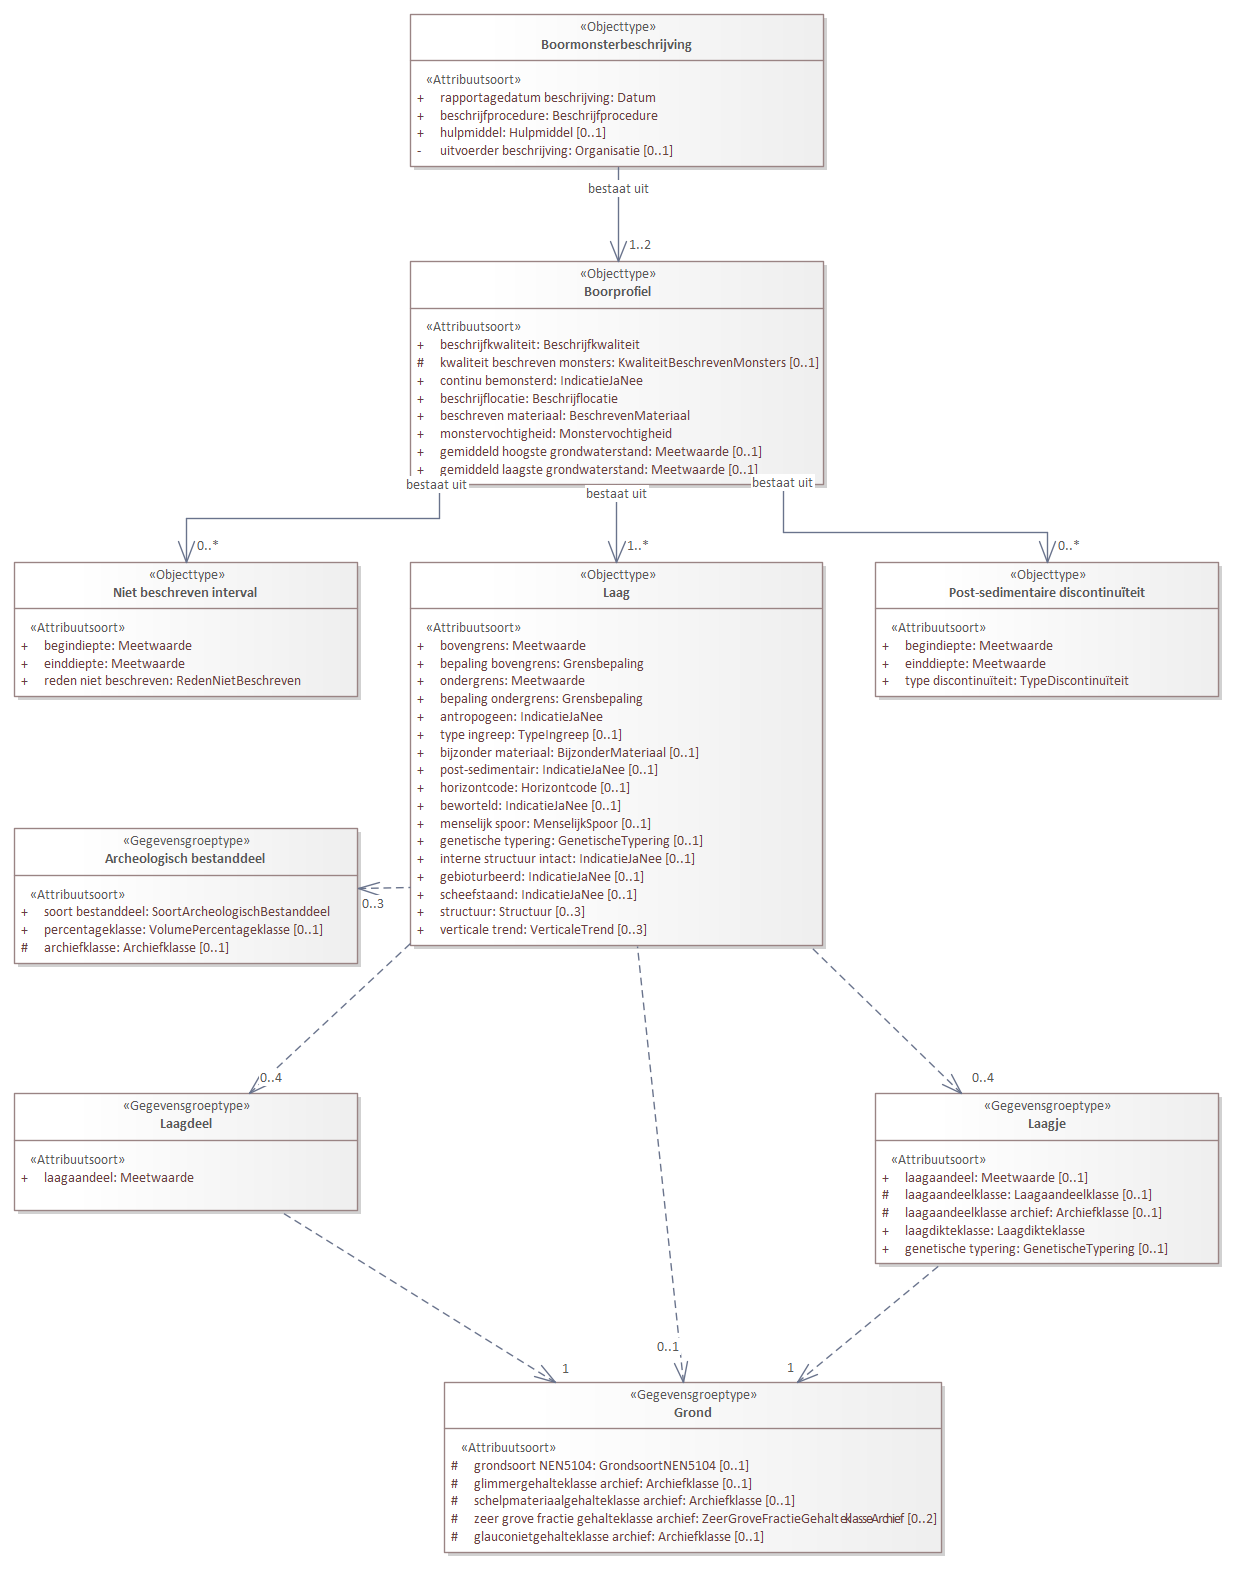 «Objecttype»
Boormonsterbeschrijving
«Attribuutsoort»
+ rapportagedatum beschrijving: Datum
+ beschrijfprocedure: Beschrijfprocedure
+ hulpmiddel: Hulpmiddel [0..1]
- uitvoerder beschrijving: Organisatie [0..1]
bestaat uit
1..2
«Objecttype»
Boorprofiel
«Attribuutsoort»
+ beschrijfkwaliteit: Beschrijfkwaliteit
# kwaliteit beschreven monsters: KwaliteitBeschrevenMonsters [0..1]
+ continu bemonsterd: IndicatieJaNee
+ beschrijflocatie: Beschrijflocatie
+ beschreven materiaal: BeschrevenMateriaal
+ monstervochtigheid: Monstervochtigheid
+ gemiddeld hoogste grondwaterstand: Meetwaarde [0..1]
+ gemiddeld laagste grondwaterstand: Meetwaarde [0..1]
bestaat uit
bestaat uit
bestaat uit
0..*
1..*
0..*
«Objecttype»
Niet beschreven interval
«Attribuutsoort»
+ begindiepte: Meetwaarde
+ einddiepte: Meetwaarde
+ reden niet beschreven: RedenNietBeschreven
«Objecttype»
Laag
«Attribuutsoort»
+ bovengrens: Meetwaarde
+ bepaling bovengrens: Grensbepaling
+ ondergrens: Meetwaarde
+ bepaling ondergrens: Grensbepaling
+ antropogeen: IndicatieJaNee
+ type ingreep: TypeIngreep [0..1]
+ bijzonder materiaal: BijzonderMateriaal [0..1]
+ post-sedimentair: IndicatieJaNee [0..1]
+ horizontcode: Horizontcode [0..1]
+ beworteld: IndicatieJaNee [0..1]
+ menselijk spoor: MenselijkSpoor [0..1]
+ genetische typering: GenetischeTypering [0..1]
+ interne structuur intact: IndicatieJaNee [0..1]
+ gebioturbeerd: IndicatieJaNee [0..1]
+ scheefstaand: IndicatieJaNee [0..1]
+ structuur: Structuur [0..3]
+ verticale trend: VerticaleTrend [0..3]
«Objecttype»
Post-sedimentaire discontinuïteit
«Attribuutsoort»
+ begindiepte: Meetwaarde
+ einddiepte: Meetwaarde
+ type discontinuïteit: TypeDiscontinuïteit
«Gegevensgroeptype»
Archeologisch bestanddeel
«Attribuutsoort»
+ soort bestanddeel: SoortArcheologischBestanddeel
+ percentageklasse: VolumePercentageklasse [0..1]
# archiefklasse: Archiefklasse [0..1]
0..3
0..4
0..4
«Gegevensgroeptype»
Laagdeel
«Attribuutsoort»
+ laagaandeel: Meetwaarde
«Gegevensgroeptype»
Laagje
«Attribuutsoort»
+ laagaandeel: Meetwaarde [0..1]
# laagaandeelklasse: Laagaandeelklasse [0..1]
# laagaandeelklasse archief: Archiefklasse [0..1]
+ laagdikteklasse: Laagdikteklasse
+ genetische typering: GenetischeTypering [0..1]
1
0..1
1
«Gegevensgroeptype»
Grond
«Attribuutsoort»
# grondsoort NEN5104: GrondsoortNEN5104 [0..1]
# glimmergehalteklasse archief: Archiefklasse [0..1]
# schelpmateriaalgehalteklasse archief: Archiefklasse [0..1]
# zeer grove fractie gehalteklasse archief: ZeerGroveFractieGehalteklasseArchief [0..2]
# glauconietgehalteklasse archief: Archiefklasse [0..1]